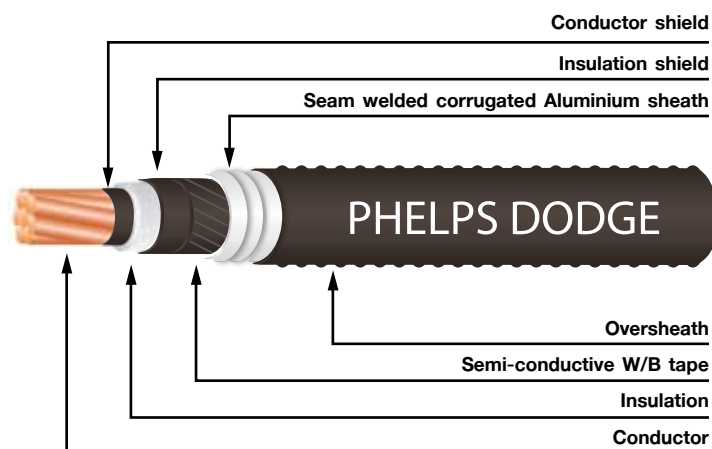 Conductor shield
Insulation shield
Seam welded corrugated Aluminium sheath
PHELPS DODGE
Oversheath
Semi-conductive W/B tape
Insulation
Conductor